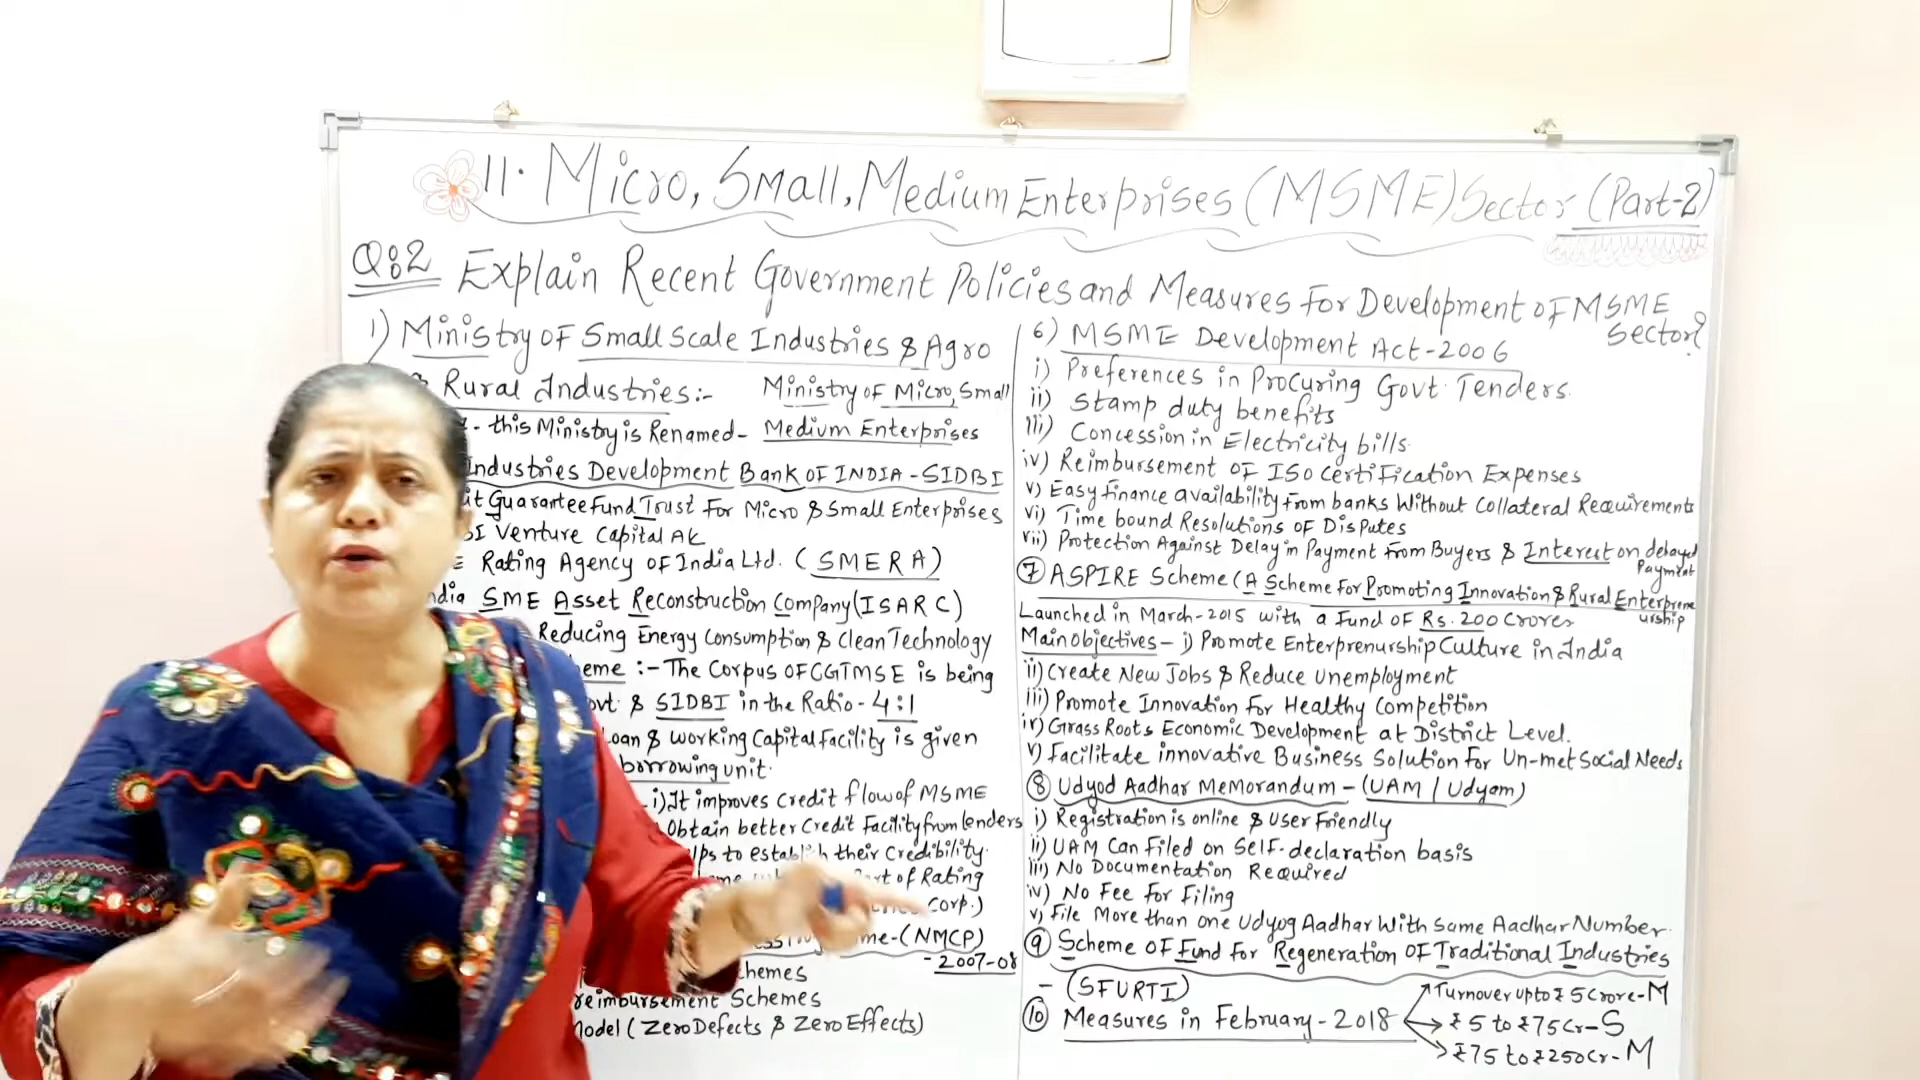 11. Micro, Small, Medium Enterprises (MSME) Sector (Part-2)
Q:2 Explain Recent Government Policies and Measures For Development of MSME
Sector?
1) Ministry of Small Scale Industries & Agro
Rural Industries:- Ministry of Micro, Small
this Ministry is Renamed- Medium Enterprises
Industries Development Bank OF INDIA - SIDBI
Guarantee Fund Trust For Micro & Small Enterprises
Venture Capital
Rating Agency of India Ltd. (SMERA)
SME Asset Reconstruction Company (ISARC)
Reducing Energy Consumption & Clean Technology
:- The Corpus OF CGTMSE is being
& SIDBI in the Ratio - 4:1
Loan & working Capital Facility is given
borrowing unit.
- i) It improves credit flow of MSME
Obtain better Credit Facility from lenders
to establish their Credibility.
of Rating
Corp.)
-(NMCP)
- 2007-08
reimbursement Schemes
(Zero Defects & Zero Effects)
6) MSME Development Act-2006
i) Preferences in Procuring Govt. Tenders.
ii) Stamp duty benefits
iii) Concession in Electricity bills.
iv) Reimbursement OF ISO Certification Expenses
v) Easy finance availability from banks Without Collateral Requirements
vi) Time bound Resolutions of Disputes
vii) Protection Against Delay in Payment From Buyers & Interest on delayed
Payment
7 ASPIRE Scheme (A Scheme for Promoting Innovation & Rural Enterprene
urship
Launched in March-2015 with a Fund OF Rs. 200 Crores
Main objectives - i) Promote Enterprenurship Culture in India
ii) Create New Jobs & Reduce unemployment
iii) Promote Innovation For Healthy Competition
iv) Grass Roots Economic Development at District Level.
v) Facilitate innovative Business Solution For Un-met Social Needs
8 Udyod Aadhar Memorandum - (UAM / Udyam)
i) Registration is online & User Friendly
ii) UAM Can Filed on Self-declaration basis
iii) No Documentation Required
iv) No Fee For Filing
v) File More than one Udyog Aadhar With Same Aadhar Number.
9 Scheme OF Fund For Regeneration OF Traditional Industries
- (SFURTI)
10 Measures in February-2018
Turnover upto ₹ 5 Crore-M
₹ 5 to ₹75Cr-S
₹75 to ₹250Cr-M